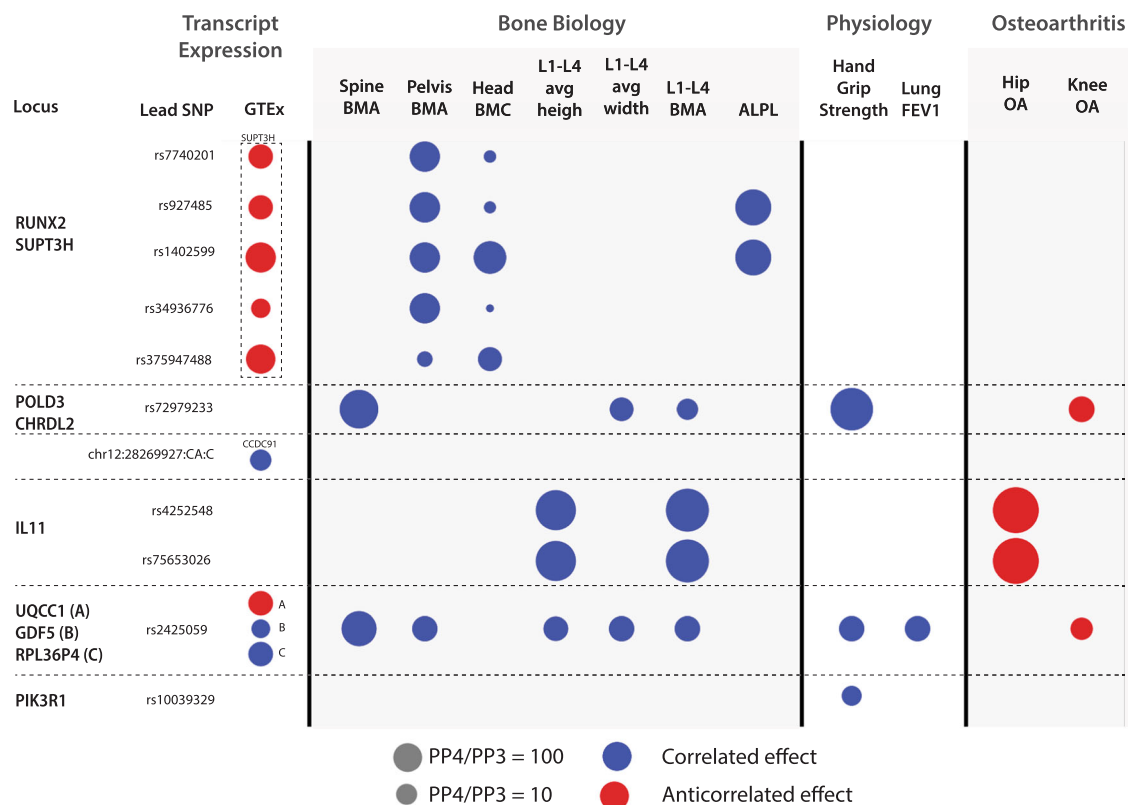 Transcript
Expression
Bone Biology
Physiology
Osteoarthritis
Locus
Lead SNP
GTEx
Spine
BMA
Pelvis
BMA
Head
BMC
L1-L4
avg
heigh
L1-L4
avg
width
L1-L4
BMA
ALPL
Hand
Grip
Strength
Lung
FEV1
Hip
OA
Knee
OA
RUNX2
SUPT3H
SUPT3H
rs7740201
rs927485
rs1402599
rs34936776
rs375947488
POLD3
CHRDL2
rs72979233
chr12:28269927:CA:C
CCDC91
IL11
rs4252548
rs75653026
UQCC1 (A)
GDF5 (B)
RPL36P4 (C)
rs2425059
A
B
C
PIK3R1
rs10039329
PP4/PP3 = 100
Correlated effect
PP4/PP3 = 10
Anticorrelated effect